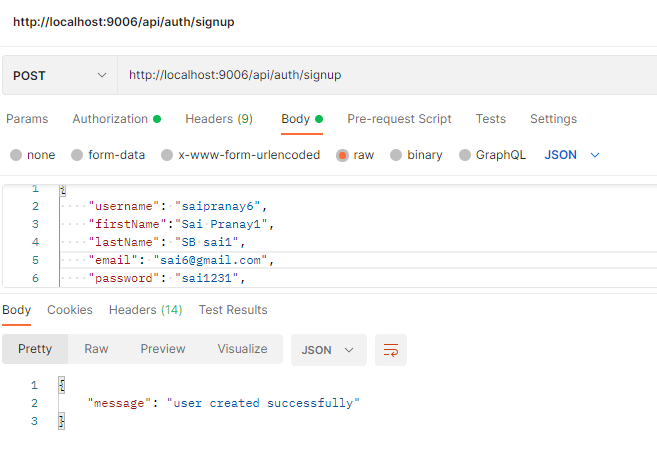 http://localhost:9006/api/auth/signup
POST http://localhost:9006/api/auth/signup
Params Authorization Headers (9) Body Pre-request Script Tests Settings
none form-data x-www-form-urlencoded raw binary GraphQL JSON
1 {
2 "username": "saipranay6",
3 "firstName":"Sai Pranay1",
4 "lastName": "SB sai1",
5 "email": "sai6@gmail.com",
6 "password": "sai1231",
Body Cookies Headers (14) Test Results
Pretty Raw Preview Visualize JSON
1 {
2 "message": "user created successfully"
3 }